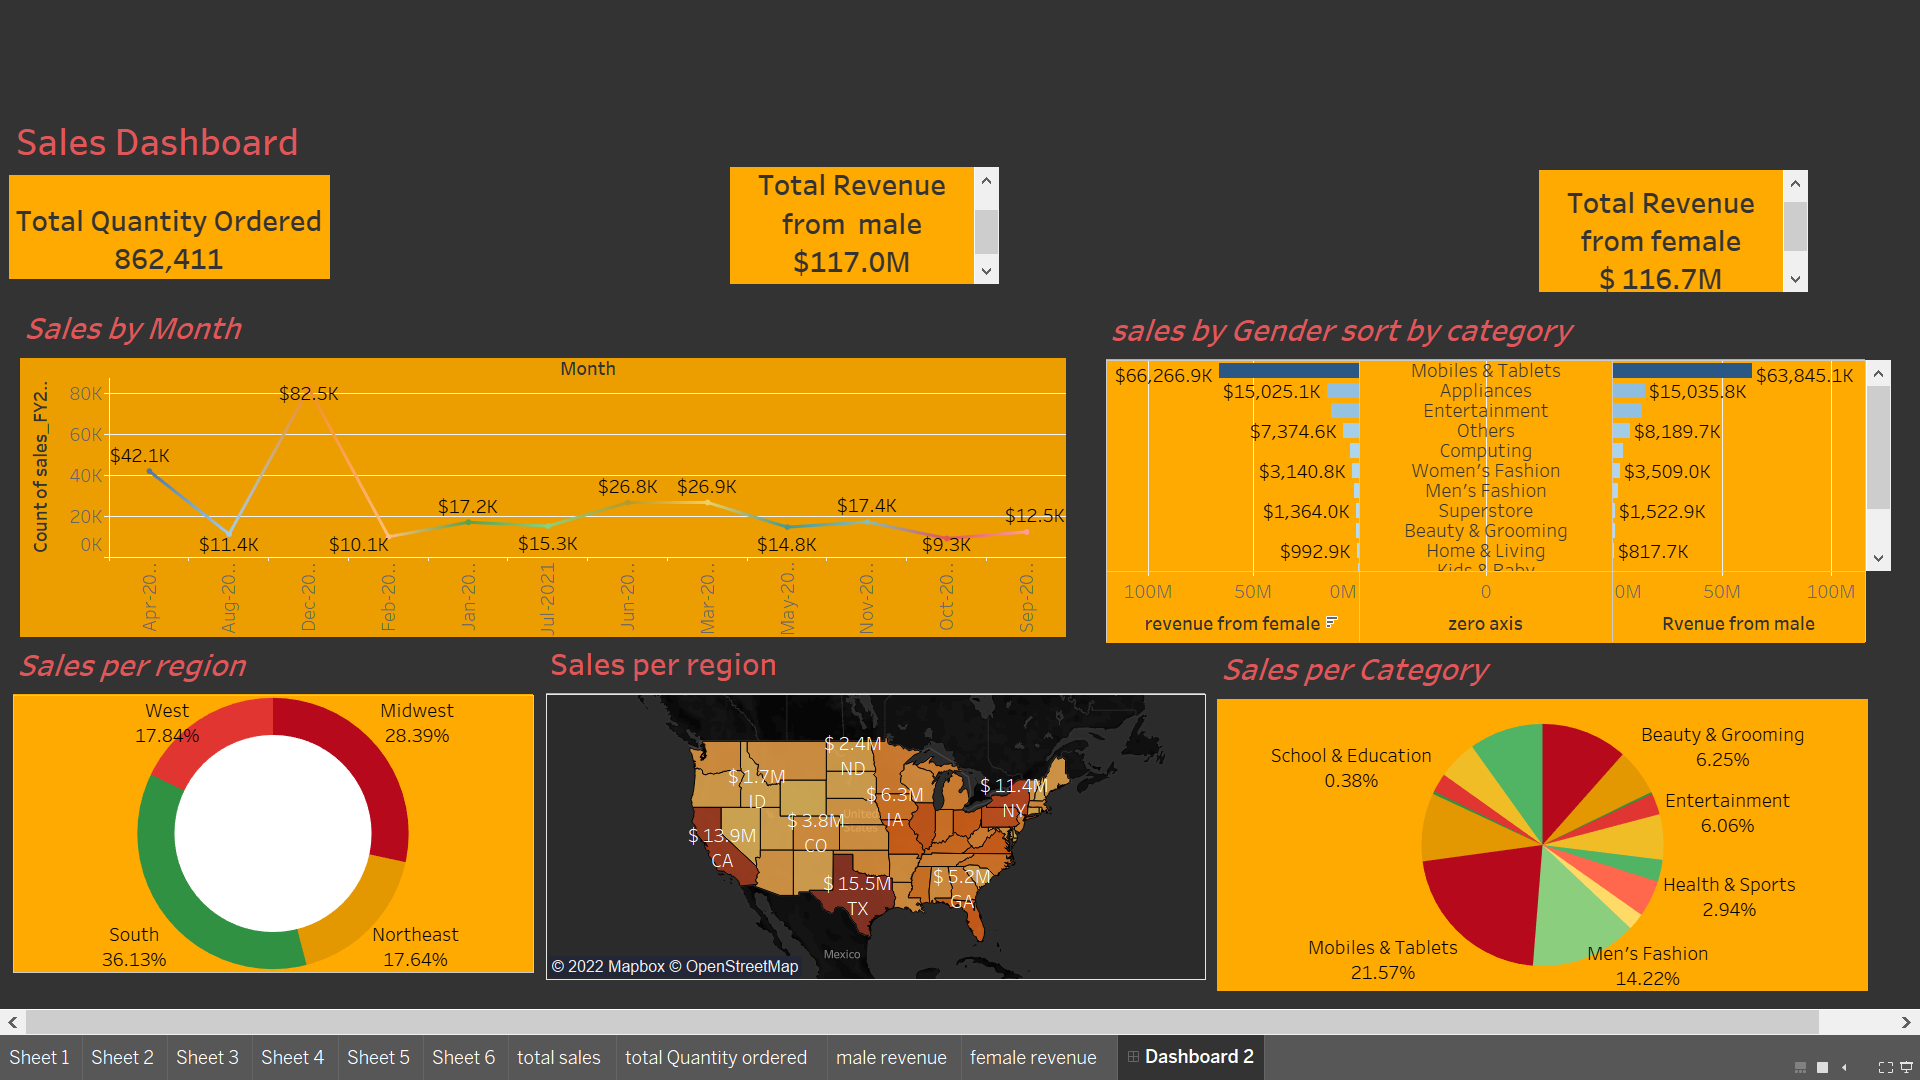 Sales Dashboard
Total Quantity Ordered
862,411
Total Revenue
from male
$117.0M
Total Revenue
from female
$ 116.7M
Sales by Month
Month
Count of sales_FY2..
80K
60K
40K
20K
0K
$42.1K
$11.4K
$82.5K
$10.1K
$17.2K
$15.3K
$26.8K
$26.9K
$14.8K
$17.4K
$9.3K
$12.5K
Apr-20..
Aug-20..
Dec-20..
Feb-20..
Jan-20..
Jul-2021
Jun-20..
Mar-20..
May-20..
Nov-20..
Oct-20..
Sep-20..
sales by Gender sort by category
$66,266.9K Mobiles & Tablets $63,845.1K
$15,025.1K Appliances $15,035.8K
Entertainment
$7,374.6K Others $8,189.7K
Computing
$3,140.8K Women's Fashion $3,509.0K
Men's Fashion
$1,364.0K Superstore $1,522.9K
Beauty & Grooming
$992.9K Home & Living $817.7K
Kids & Baby
100M 50M 0M 0 0M 50M 100M
revenue from female zero axis Rvenue from male
Sales per region
West
17.84%
Midwest
28.39%
South
36.13%
Northeast
17.64%
Sales per region
$ 2.4M
ND
$ 1.7M
ID
$ 11.4M
NY
$ 6.3M
IA
United
States
$ 3.8M
CO
$ 13.9M
CA
$ 15.5M
TX
$ 5.2M
GA
Mexico
© 2022 Mapbox © OpenStreetMap
Sales per Category
School & Education
0.38%
Beauty & Grooming
6.25%
Entertainment
6.06%
Health & Sports
2.94%
Mobiles & Tablets
21.57%
Men's Fashion
14.22%
Sheet 1 Sheet 2 Sheet 3 Sheet 4 Sheet 5 Sheet 6 total sales total Quantity ordered male revenue female revenue Dashboard 2